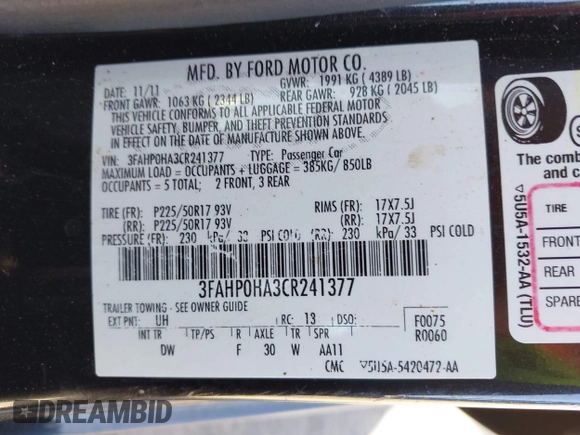 MFD. BY FORD MOTOR CO.
DATE: 11/11 GVWR: 1991 KG ( 4389 LB)
FRONT GAWR: 1063 KG ( 2344 LB) REAR GAWR: 928 KG ( 2045 LB)
THIS VEHICLE CONFORMS TO ALL APPLICABLE FEDERAL MOTOR
VEHICLE SAFETY, BUMPER, AND THEFT PREVENTION STANDARDS
IN EFFECT ON THE DATE OF MANUFACTURE SHOWN ABOVE.
VIN: 3FAHP0HA3CR241377 TYPE: Passenger Car
MAXIMUM LOAD = OCCUPANTS + LUGGAGE = 385KG/ 850LB
OCCUPANTS = 5 TOTAL; 2 FRONT, 3 REAR
TIRE (FR): P225/50R17 93V RIMS (FR): 17X7.5J
(RR): P225/50R17 93V (RR): 17X7.5J
PRESSURE (FR): 230 kPa/ 33 PSI COLD (RR): 230 kPa/ 33 PSI COLD
3FAHP0HA3CR241377
TRAILER TOWING - SEE OWNER GUIDE
EXT PNT: UH RC: 13 DSO: F0075
INT TR TP/PS R AXLE TR SPR R0060
DW F 30 W AA11
CMC ▽5U5A-5420472-AA
▽5U5A-1532-AA (TLU)
The comb
and c
TIRE
FRONT
REAR
SPARE
DREAMBID